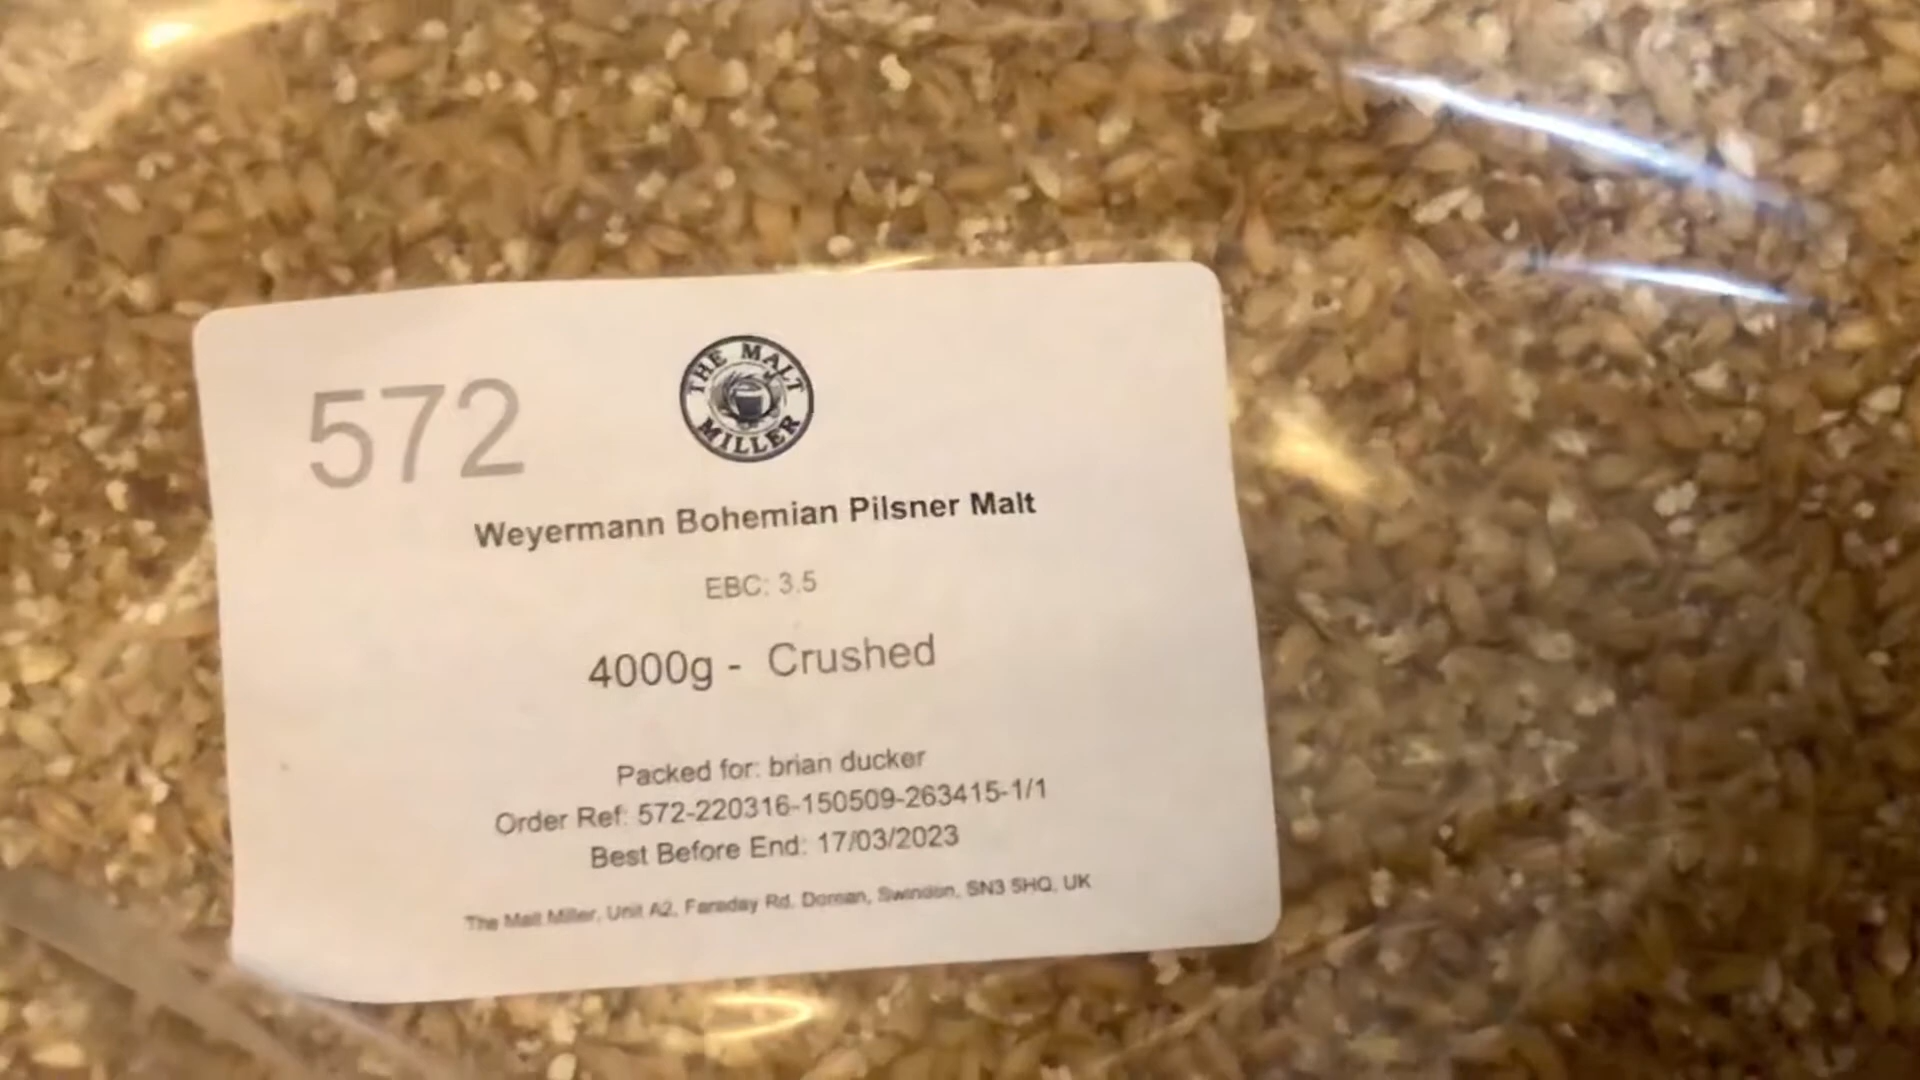 572
THE MALT
MILLER
Weyermann Bohemian Pilsner Malt
EBC: 3.5
4000g - Crushed
Packed for: brian ducker
Order Ref: 572-220316-150509-263415-1/1
Best Before End: 17/03/2023
The Malt Miller, Unit A2, Faraday Rd, Dorcan, Swindon, SN3 5HQ, UK